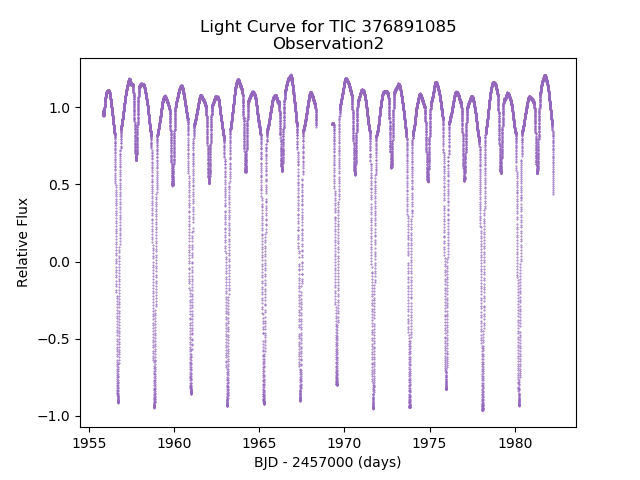 Light Curve for TIC 376891085
Observation2
Relative Flux
1.0
0.5
0.0
−0.5
−1.0
1955 1960 1965 1970 1975 1980
BJD - 2457000 (days)